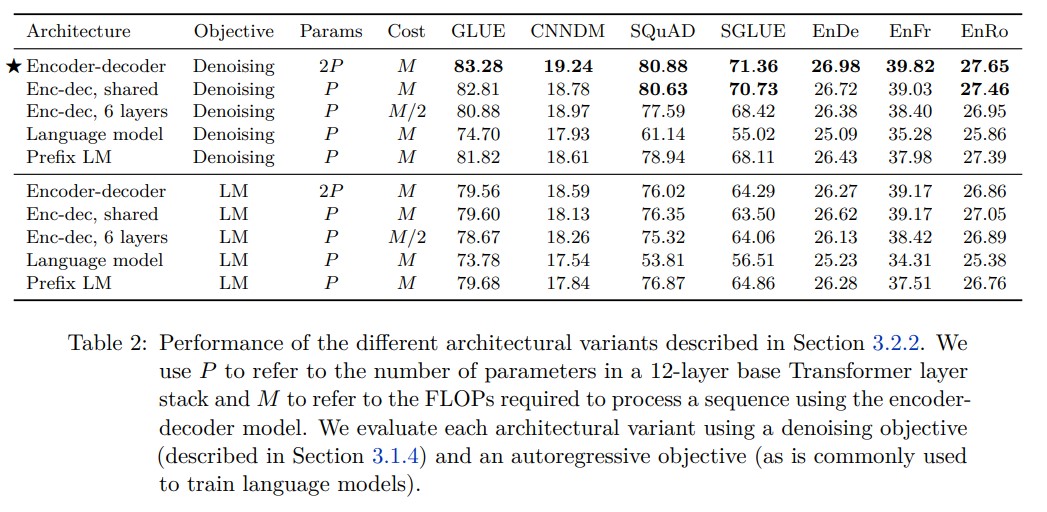 Architecture Objective Params Cost GLUE CNNDM SQuAD SGLUE EnDe EnFr EnRo
★ Encoder-decoder Denoising 2P M 83.28 19.24 80.88 71.36 26.98 39.82 27.65
Enc-dec, shared Denoising P M 82.81 18.78 80.63 70.73 26.72 39.03 27.46
Enc-dec, 6 layers Denoising P M/2 80.88 18.97 77.59 68.42 26.38 38.40 26.95
Language model Denoising P M 74.70 17.93 61.14 55.02 25.09 35.28 25.86
Prefix LM Denoising P M 81.82 18.61 78.94 68.11 26.43 37.98 27.39
Encoder-decoder LM 2P M 79.56 18.59 76.02 64.29 26.27 39.17 26.86
Enc-dec, shared LM P M 79.60 18.13 76.35 63.50 26.62 39.17 27.05
Enc-dec, 6 layers LM P M/2 78.67 18.26 75.32 64.06 26.13 38.42 26.89
Language model LM P M 73.78 17.54 53.81 56.51 25.23 34.31 25.38
Prefix LM LM P M 79.68 17.84 76.87 64.86 26.28 37.51 26.76
Table 2: Performance of the different architectural variants described in Section 3.2.2. We
use P to refer to the number of parameters in a 12-layer base Transformer layer
stack and M to refer to the FLOPs required to process a sequence using the encoder-
decoder model. We evaluate each architectural variant using a denoising objective
(described in Section 3.1.4) and an autoregressive objective (as is commonly used
to train language models).